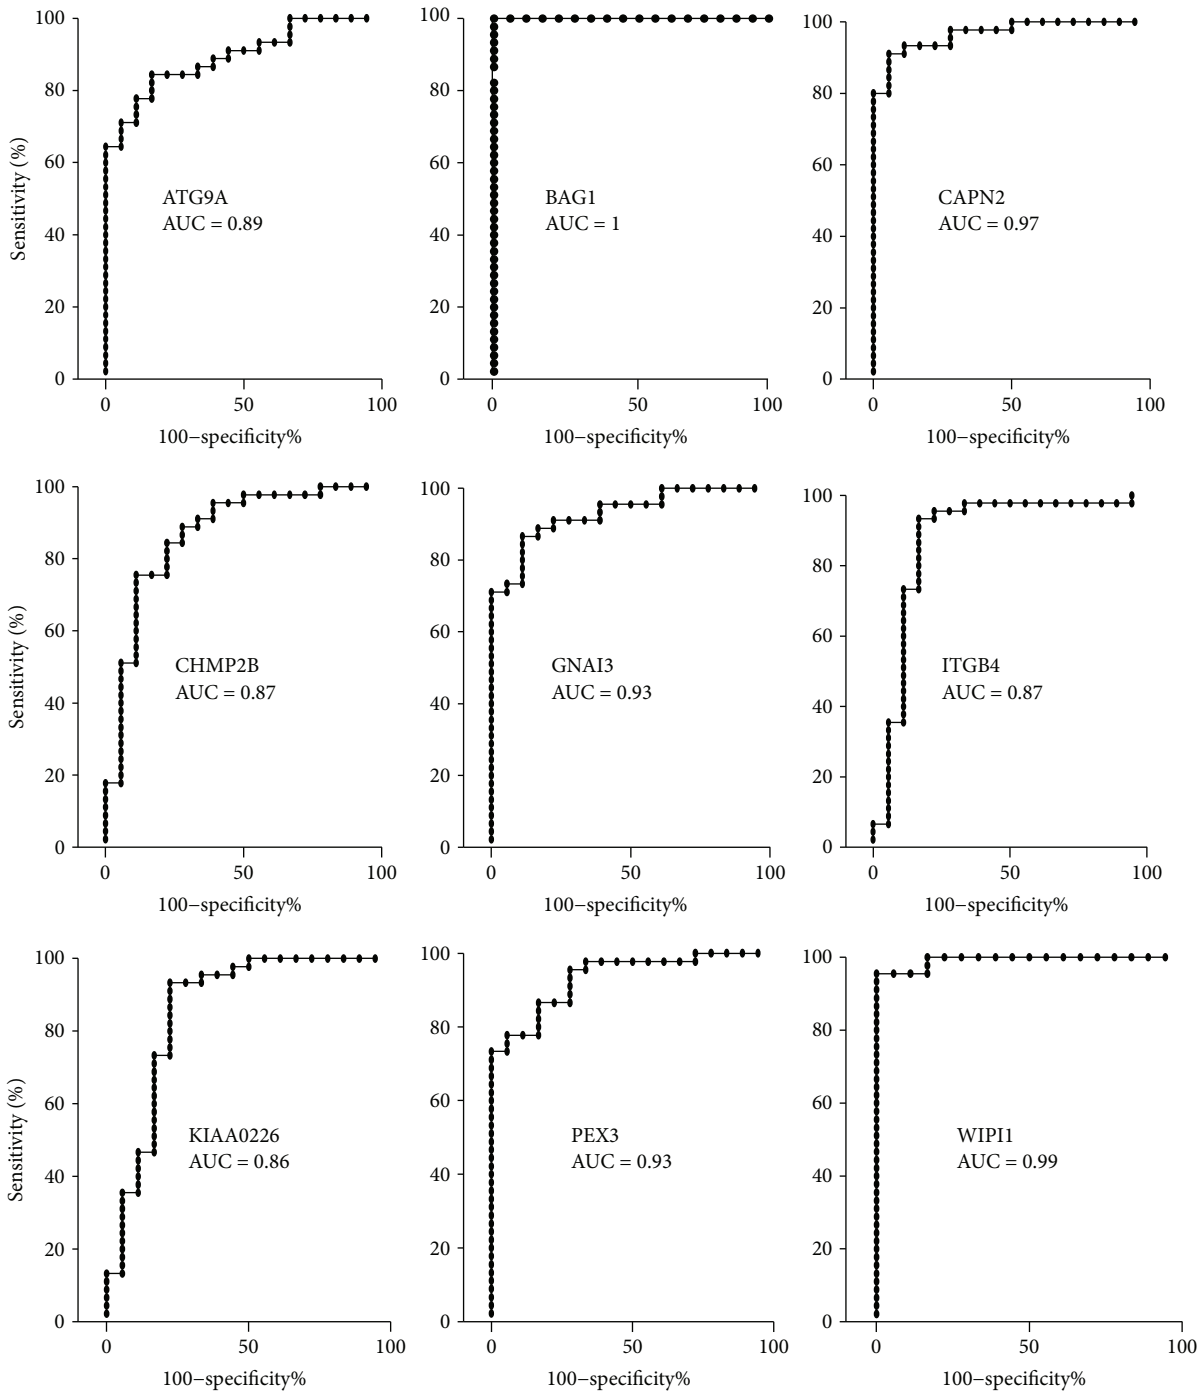 100
80
60
40
20
0
0
50
100
Sensitivity (%)
100−specificity%
ATG9A
AUC = 0.89
100
80
60
40
20
0
0
50
100
100−specificity%
BAG1
AUC = 1
100
80
60
40
20
0
0
50
100
100−specificity%
CAPN2
AUC = 0.97
100
80
60
40
20
0
0
50
100
Sensitivity (%)
100−specificity%
CHMP2B
AUC = 0.87
100
80
60
40
20
0
0
50
100
100−specificity%
GNAI3
AUC = 0.93
100
80
60
40
20
0
0
50
100
100−specificity%
ITGB4
AUC = 0.87
100
80
60
40
20
0
0
50
100
Sensitivity (%)
100−specificity%
KIAA0226
AUC = 0.86
100
80
60
40
20
0
0
50
100
100−specificity%
PEX3
AUC = 0.93
100
80
60
40
20
0
0
50
100
100−specificity%
WIPI1
AUC = 0.99